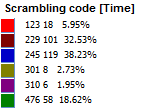 Scrambling code [Time]
123 18 5.95%
229 101 32.53%
245 119 38.23%
301 8 2.73%
310 6 1.95%
476 58 18.62%